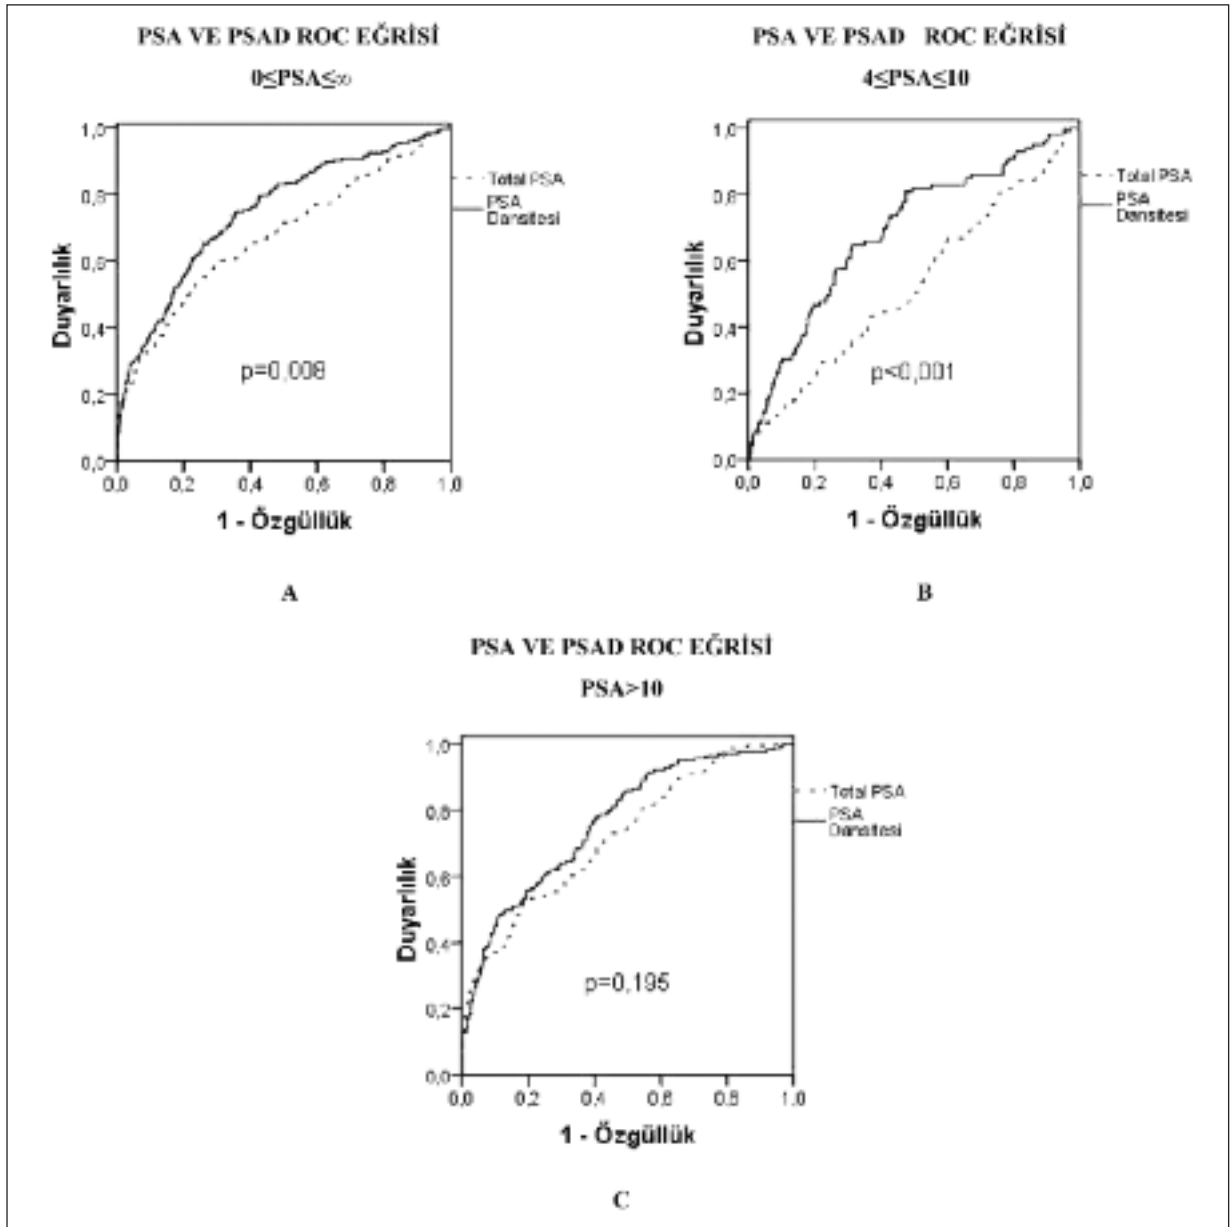 PSA VE PSAD ROC EĞRİSİ
0≤PSA≤∞
1,0
0,8
0,6
0,4
0,2
0,0
0,0 0,2 0,4 0,6 0,8 1,0
Duyarlılık
1 - Özgüllük
p=0,008
Total PSA
PSA
Dansitesi
A
PSA VE PSAD ROC EĞRİSİ
4≤PSA≤10
1,0
0,8
0,6
0,4
0,2
0,0
0,0 0,2 0,4 0,6 0,8 1,0
Duyarlılık
1 - Özgüllük
p<0,001
Total PSA
PSA
Dansitesi
B
PSA VE PSAD ROC EĞRİSİ
PSA>10
1,0
0,8
0,6
0,4
0,2
0,0
0,0 0,2 0,4 0,6 0,8 1,0
Duyarlılık
1 - Özgüllük
p=0,195
Total PSA
PSA
Dansitesi
C